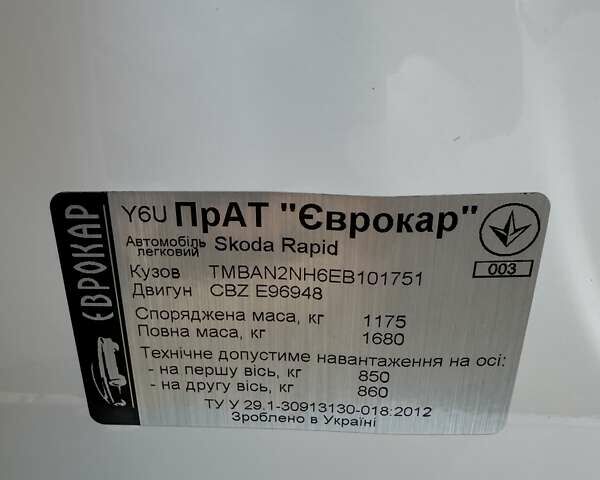 ЄВРОКАР
Y6U ПрАТ "Єврокар"
003
Автомобіль легковий Skoda Rapid
Кузов TMBAN2NH6EB101751
Двигун CBZ E96948
Споряджена маса, кг 1175
Повна маса, кг 1680
Технічне допустиме навантаження на осі:
- на першу вісь, кг 850
- на другу вісь, кг 860
ТУ У 29.1-30913130-018:2012
Зроблено в Україні